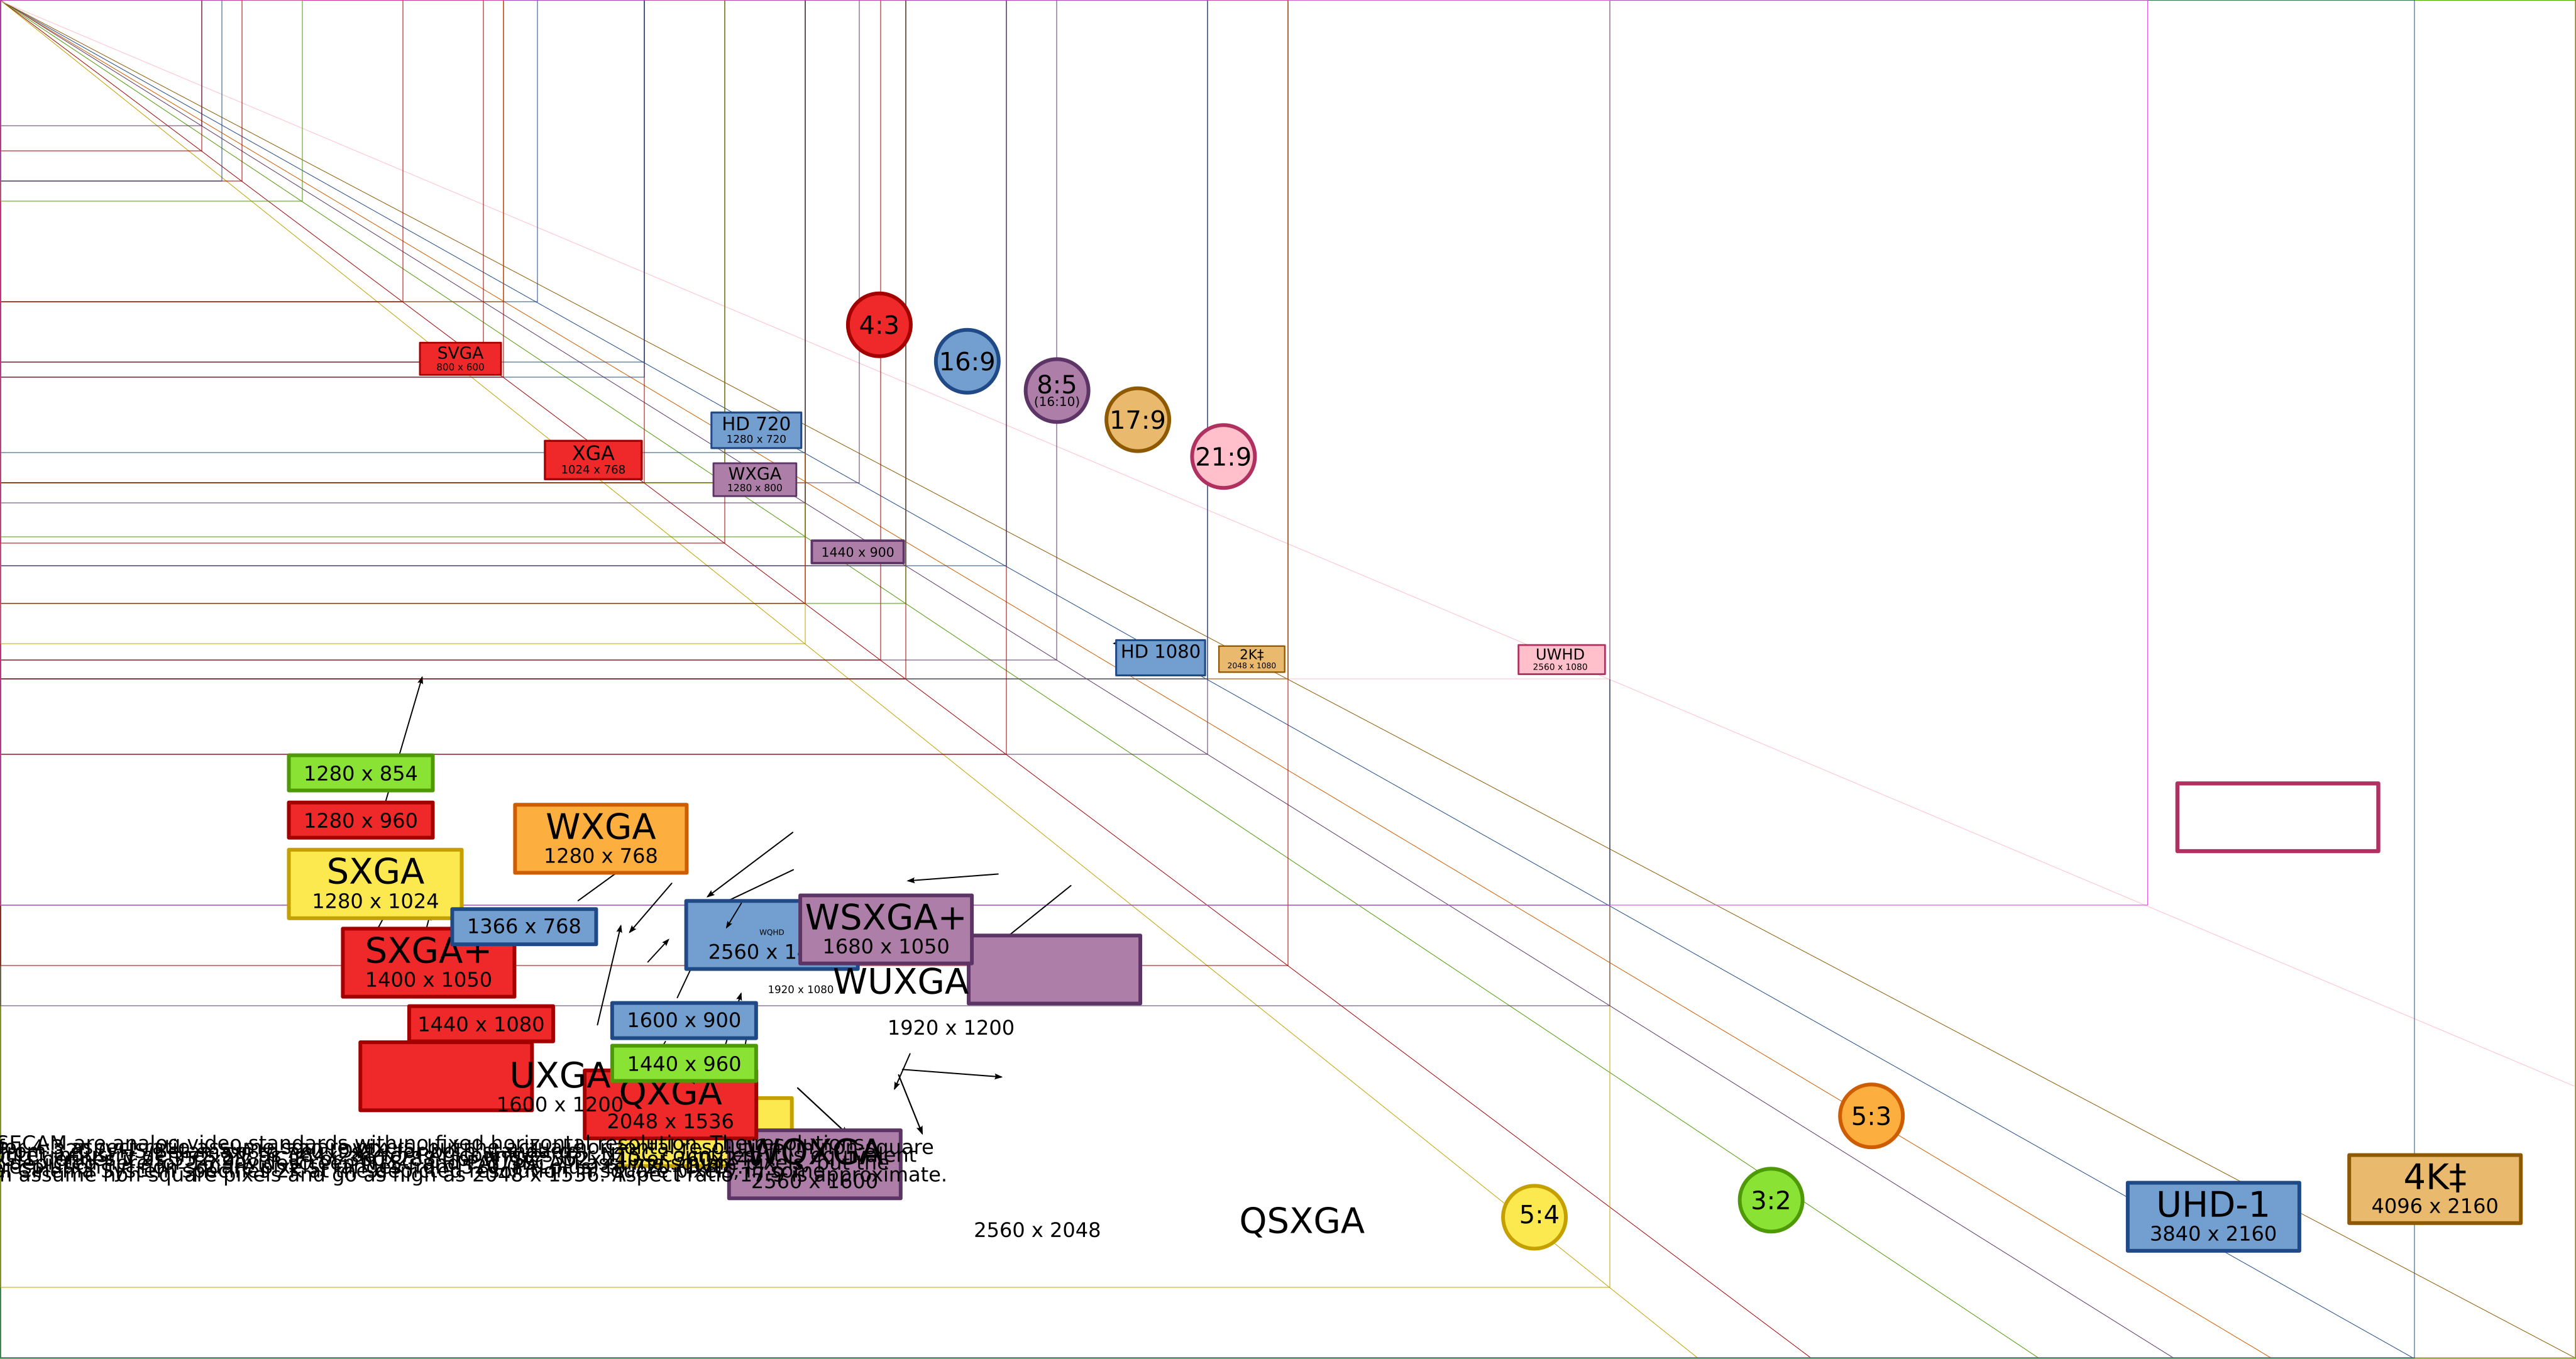 4:3
SVGA
800 x 600
16:9
8:5
(16:10)
HD 720
1280 x 720
17:9
XGA
1024 x 768
21:9
WXGA
1280 x 800
1440 x 900
HD 1080
2K‡
2048 x 1080
UWHD
2560 x 1080
1280 x 854
1280 x 960
WXGA
1280 x 768
SXGA
1280 x 1024
1366 x 768
WQHD
2560 x 1
WSXGA+
1680 x 1050
SXGA+
1400 x 1050
1920 x 1080
WUXGA
1920 x 1200
1440 x 1080
1600 x 900
1440 x 960
UXGA
1600 x 1200
QXGA
2048 x 1536
5:3
SECAM are analog video standards with no fixed horizontal resolution. The
assume non square pixels and go as high as 2048 x 1536. Aspect ratio 17:9 is approximate.
WQXGA
2560 x 1600
5:4
3:2
UHD-1
3840 x 2160
4K‡
4096 x 2160
2560 x 2048
QSXGA